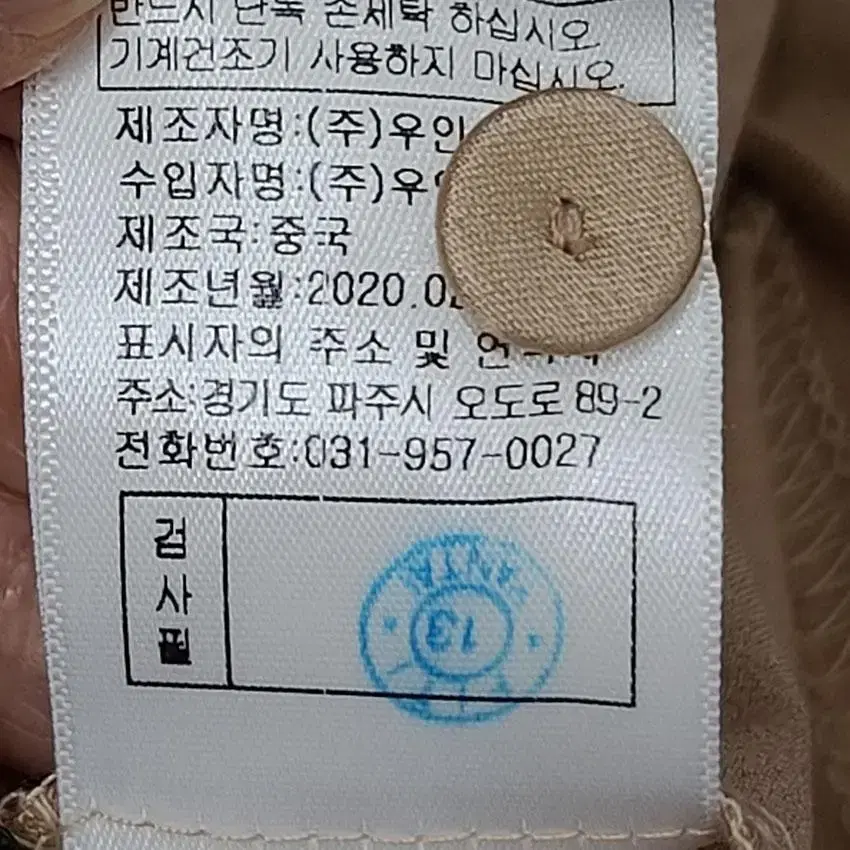 반드시 단독 손세탁 하십시오.
기계건조기 사용하지 마십시오.
제조자명:(주)우인
수입자명:(주)우
제조국:중국
제조년월:2020.0
표시자의 주소 및
주소:경기도 파주시 오도로 89-2
전화번호:031-957-0027
검사필
13